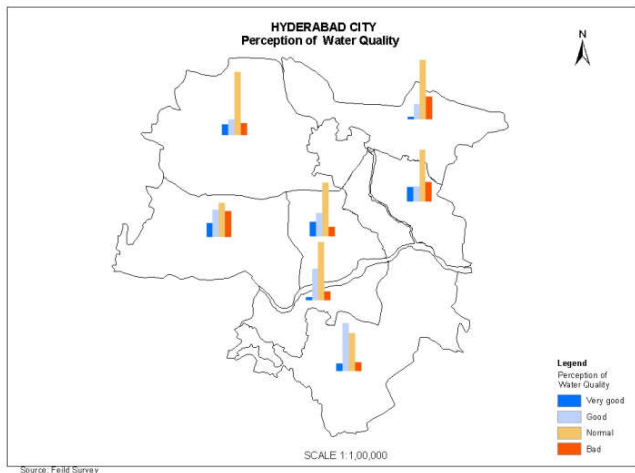 HYDERABAD CITY
Perception of Water Quality
N
Legend
Perception of
Water Quality
Very good
Good
Normal
Bad
SCALE 1:1,00,000
Source: Feild Survey